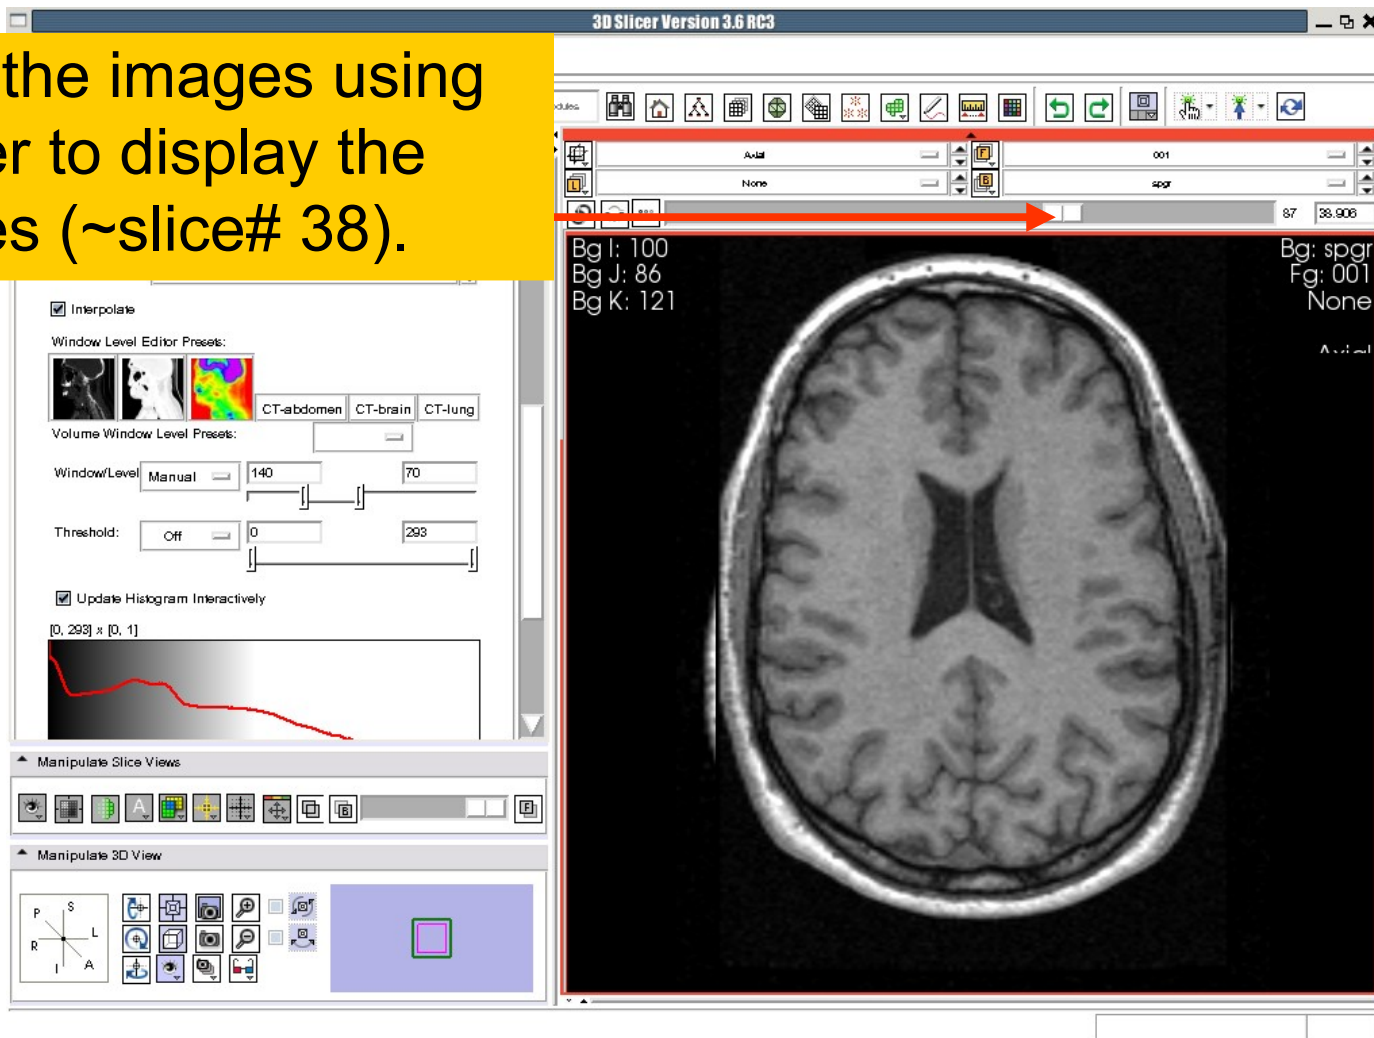 3D Slicer Version 3.6 RC3
the images using
er to display the
es (~slice# 38).
Axial
001
None
spgr
87
38.906
Bg I: 100
Bg J: 86
Bg K: 121
Bg: spgr
Fg: 001
None
Axial
Interpolate
Window Level Editor Presets:
CT-abdomen
CT-brain
CT-lung
Volume Window Level Presets:
Window/Level
Manual
140
70
Threshold:
Off
0
293
Update Histogram Interactively
[0, 293] x [0, 1]
Manipulate Slice Views
Manipulate 3D View
P
S
L
R
I
A